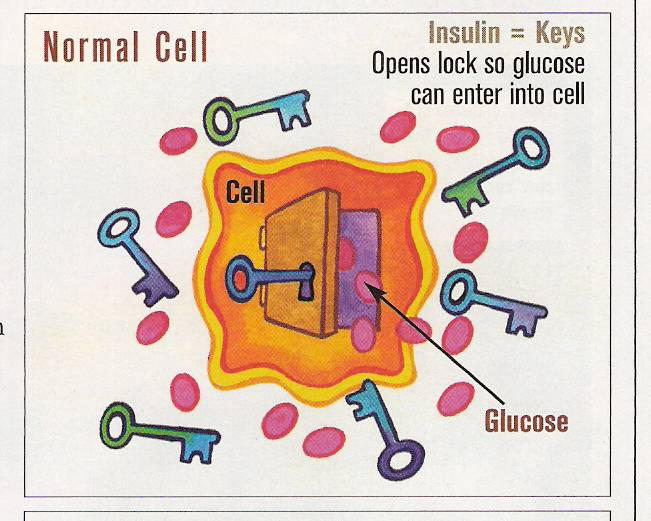 Normal Cell
Insulin = Keys
Opens lock so glucose
can enter into cell
Cell
Glucose